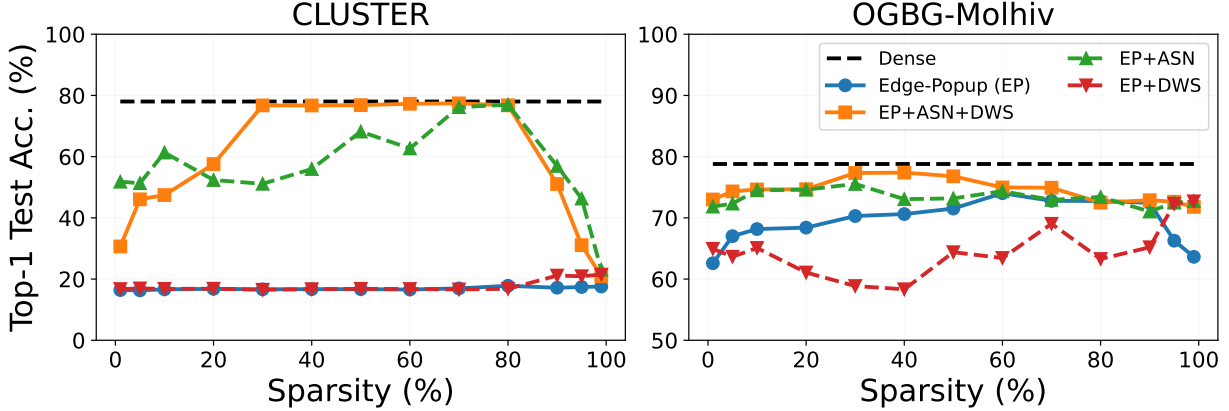 CLUSTER
Top-1 Test Acc. (%)
100
80
60
40
20
0
0 20 40 60 80 100
Sparsity (%)
OGBG-Molhiv
Dense
Edge-Popup (EP)
EP+ASN+DWS
EP+ASN
EP+DWS
100
90
80
70
60
50
0 20 40 60 80 100
Sparsity (%)